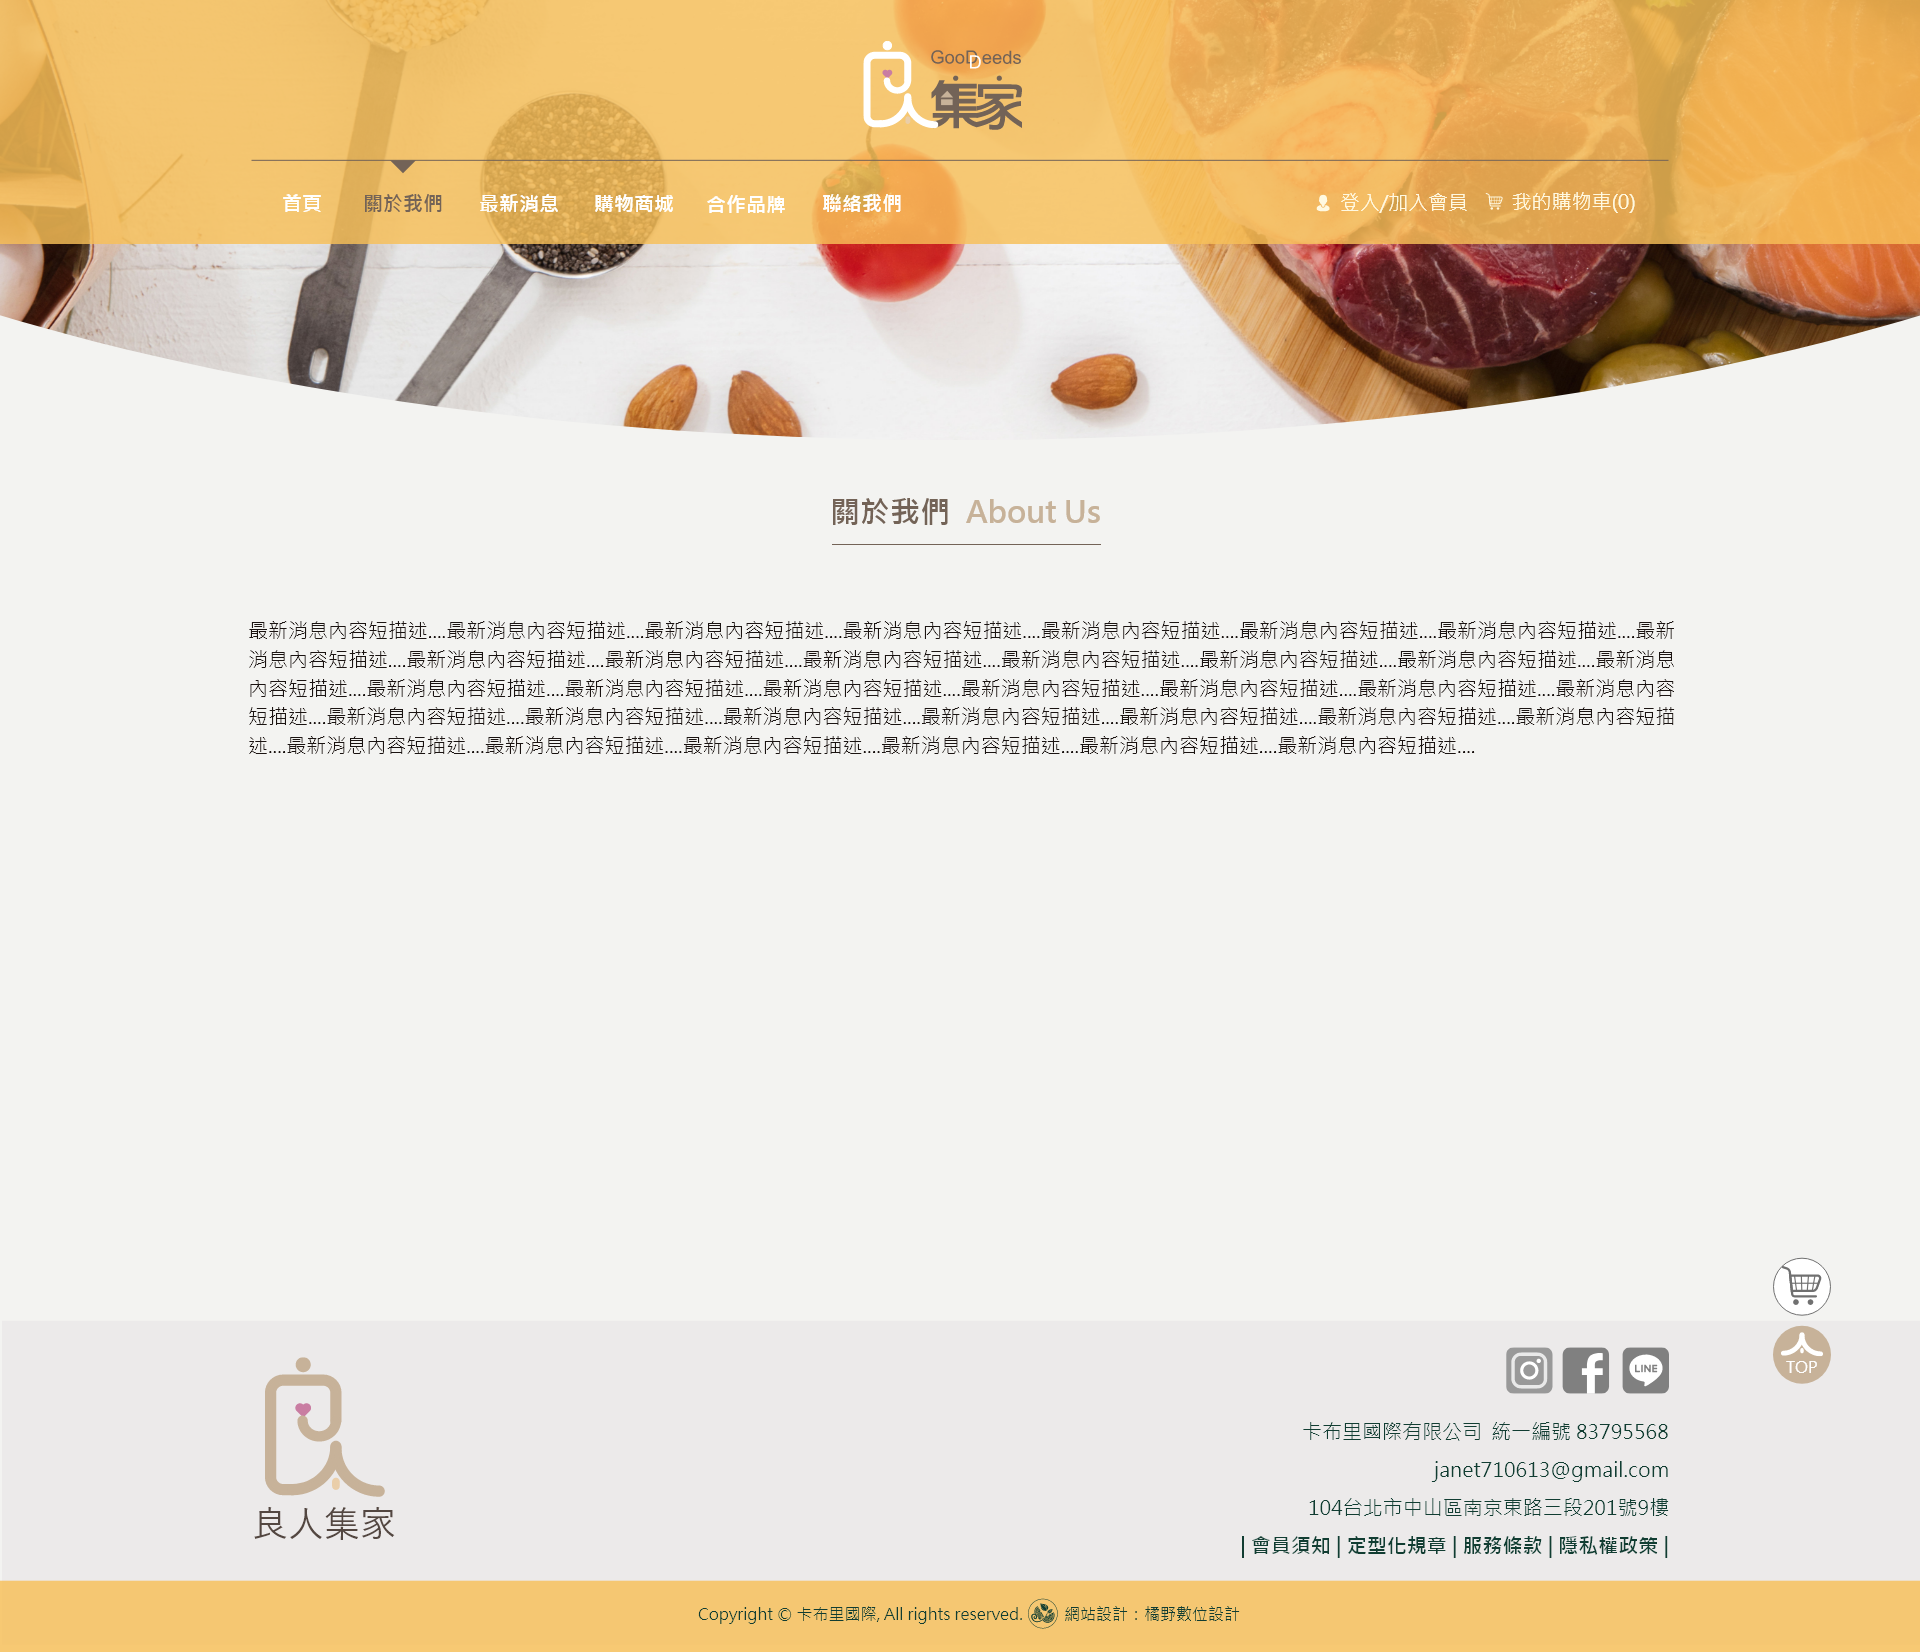 GooDeeds
良集家
首頁 關於我們 最新消息 購物商城 合作品牌 聯絡我們 登入/加入會員 我的購物車(0)
關於我們 About Us
最新消息內容短描述....最新消息內容短描述....最新消息內容短描述....最新消息內容短描述....最新消息內容短描述....最新消息內容短描述....最新消息內容短描述....最新
消息內容短描述....最新消息內容短描述....最新消息內容短描述....最新消息內容短描述....最新消息內容短描述....最新消息內容短描述....最新消息內容短描述....最新消息
內容短描述....最新消息內容短描述....最新消息內容短描述....最新消息內容短描述....最新消息內容短描述....最新消息內容短描述....最新消息內容短描述....最新消息內容
短描述....最新消息內容短描述....最新消息內容短描述....最新消息內容短描述....最新消息內容短描述....最新消息內容短描述....最新消息內容短描述....最新消息內容短描
述....最新消息內容短描述....最新消息內容短描述....最新消息內容短描述....最新消息內容短描述....最新消息內容短描述....最新消息內容短描述....
TOP
LINE
良人集家
卡布里國際有限公司 統一編號 83795568
janet710613@gmail.com
104台北市中山區南京東路三段201號9樓
| 會員須知 | 定型化規章 | 服務條款 | 隱私權政策 |
Copyright © 卡布里國際, All rights reserved. 網站設計：橘野數位設計